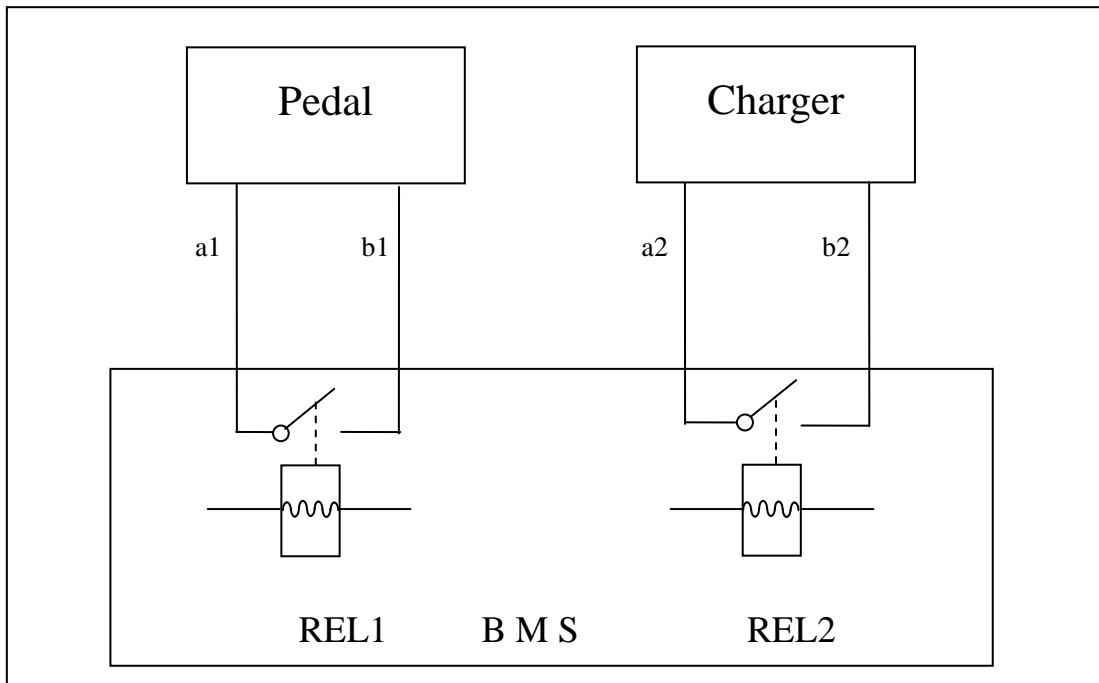 Pedal
Charger
a1
b1
a2
b2
REL1
B M S
REL2